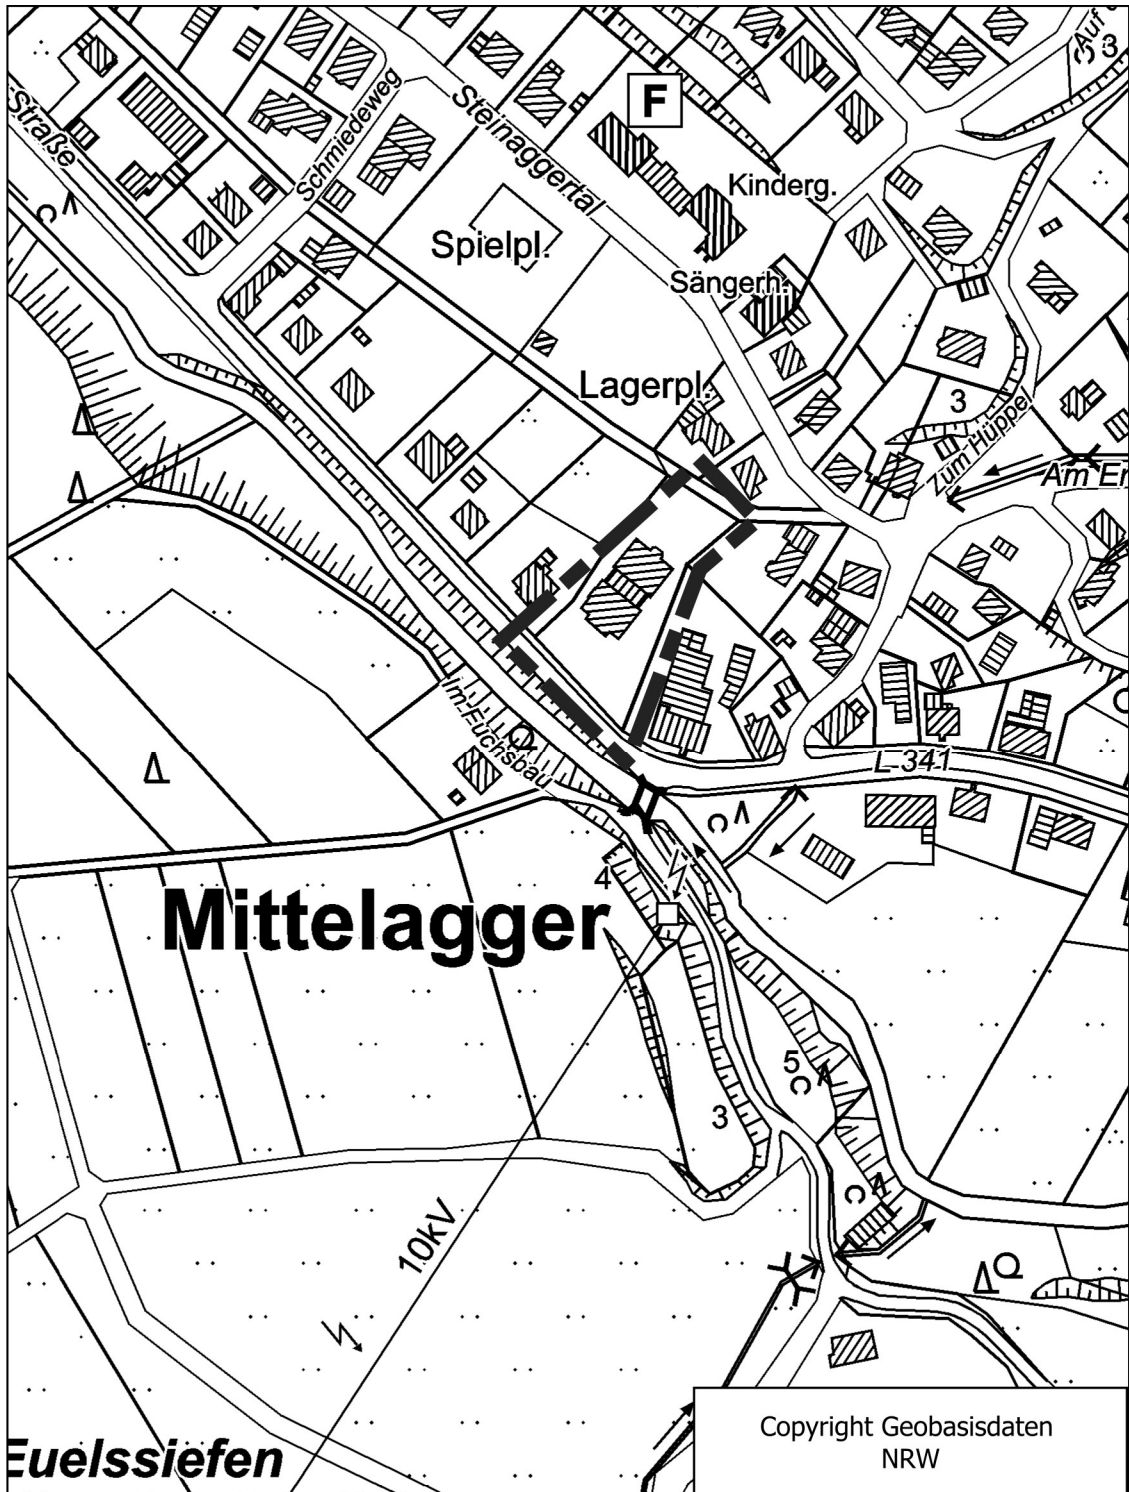 Auf
3
F
Steinaggertal
Straße
Schmiedeweg
Kinderg.
Spielpl.
Sängerh.
Lagerpl.
3
Zum Hüppel
Am
Im Fuchsbau
L 341
4
Mittelagger
5
3
4
10kV
Euelssiefen
Copyright Geobasisdaten
NRW